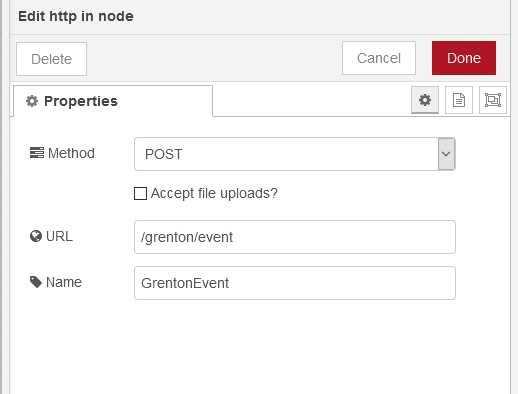 Edit http in node
Delete
Cancel
Done
Properties
Method
POST
Accept file uploads?
URL
/grenton/event
Name
GrentonEvent